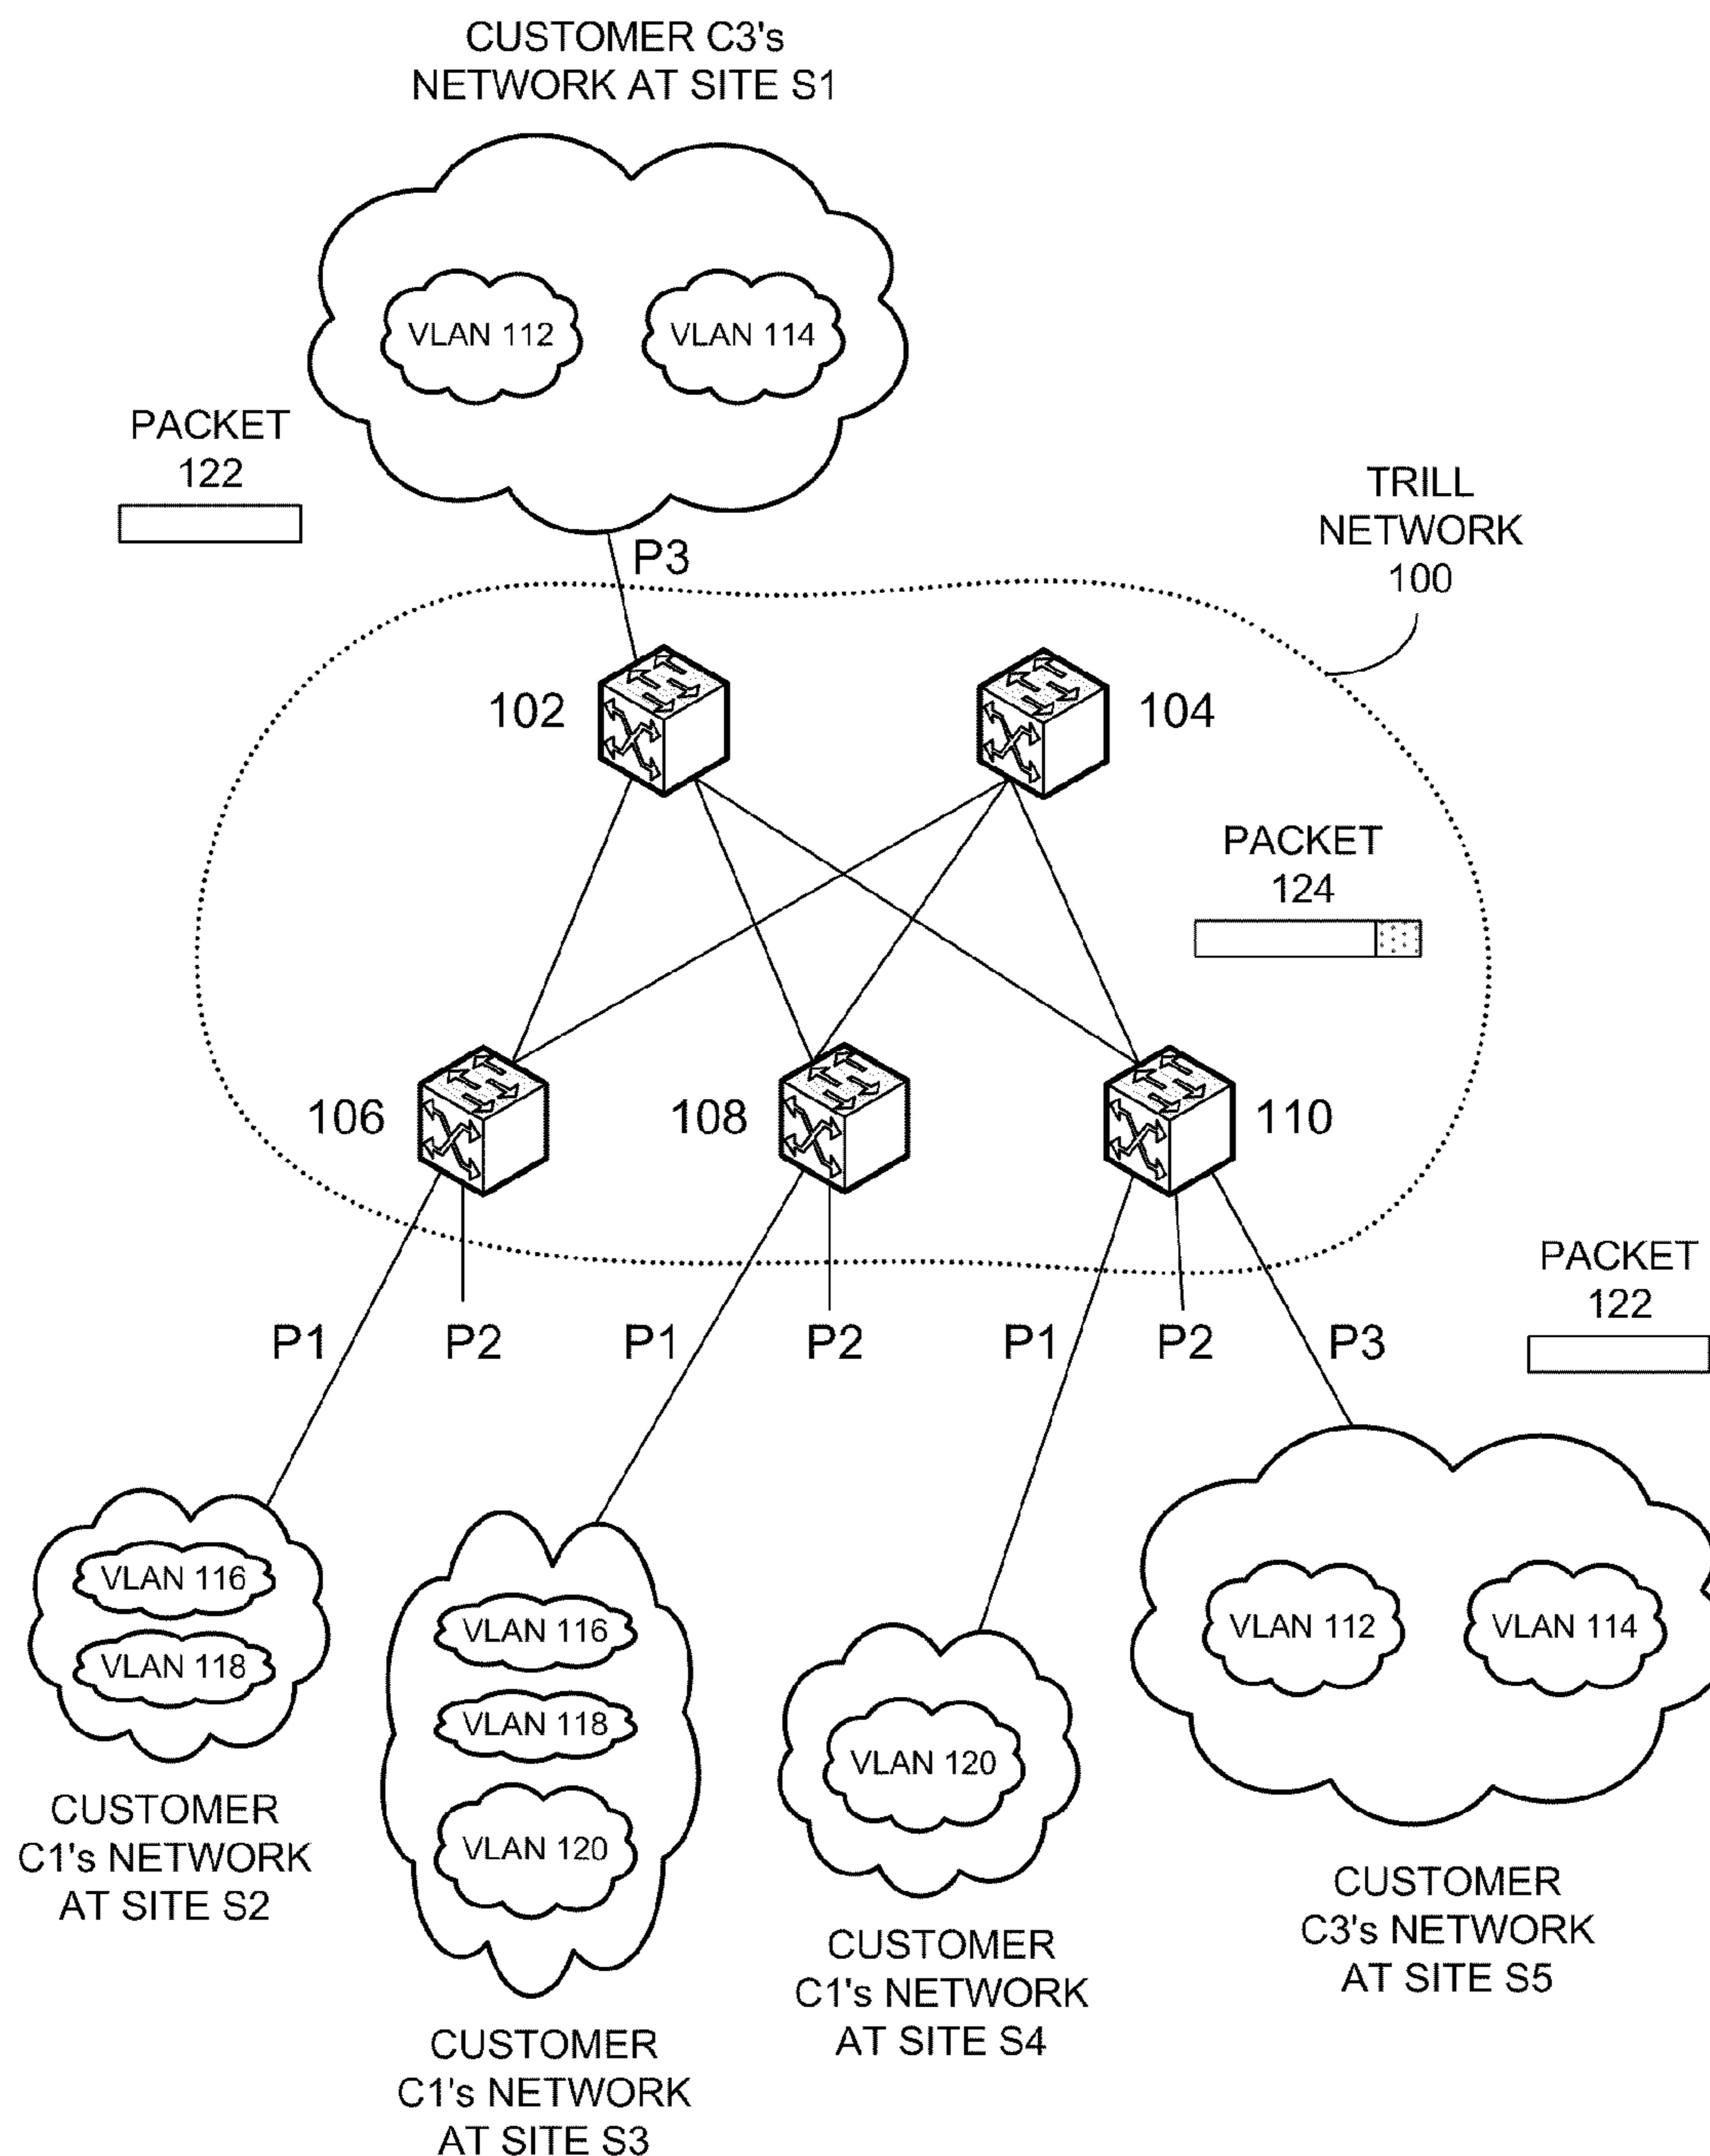 CUSTOMER C3's
NETWORK AT SITE S1
VLAN 112
VLAN 114
PACKET
122
P3
TRILL
NETWORK
100
102
104
PACKET
124
106
108
110
PACKET
122
P1
P2
P1
P2
P1
P2
P3
VLAN 116
VLAN 118
VLAN 116
VLAN 118
VLAN 120
VLAN 120
VLAN 112
VLAN 114
CUSTOMER
C1's NETWORK
AT SITE S2
CUSTOMER
C1's NETWORK
AT SITE S3
CUSTOMER
C1's NETWORK
AT SITE S4
CUSTOMER
C3's NETWORK
AT SITE S5